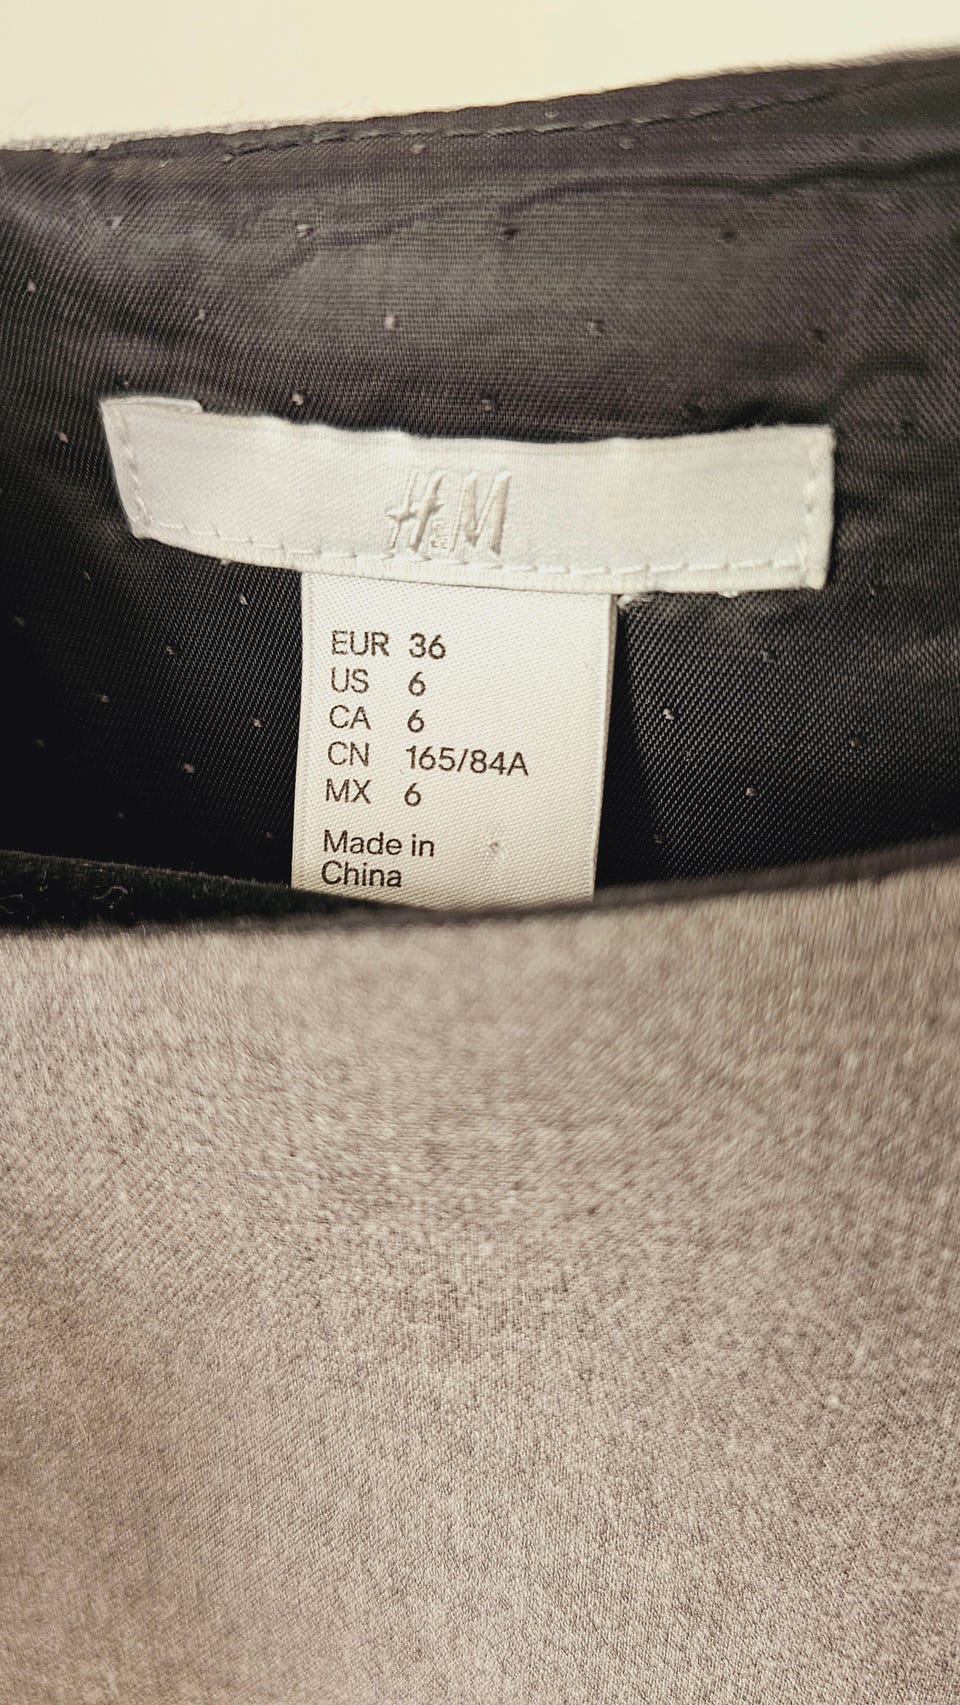 H&M
EUR 36
US 6
CA 6
CN 165/84A
MX 6
Made in
China